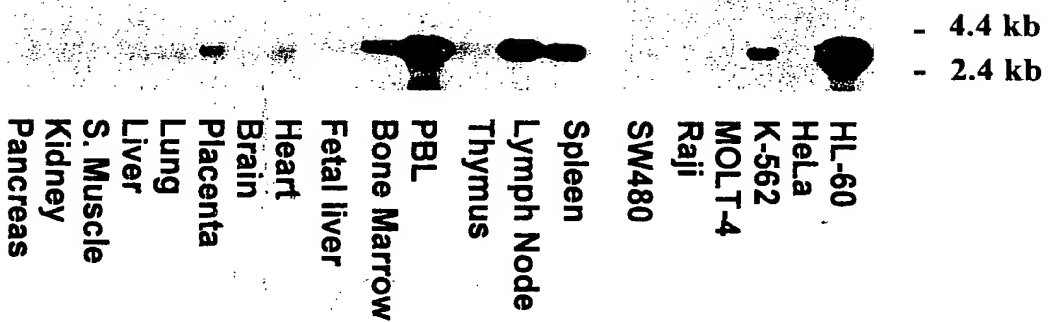 - 4.4 kb
- 2.4 kb
Pancreas
Kidney
S. Muscle
Liver
Lung
Placenta
Brain
Heart
Fetal liver
Bone Marrow
PBL
Thymus
Lymph Node
Spleen
SW480
Raji
MOLT-4
K-562
HeLa
HL-60